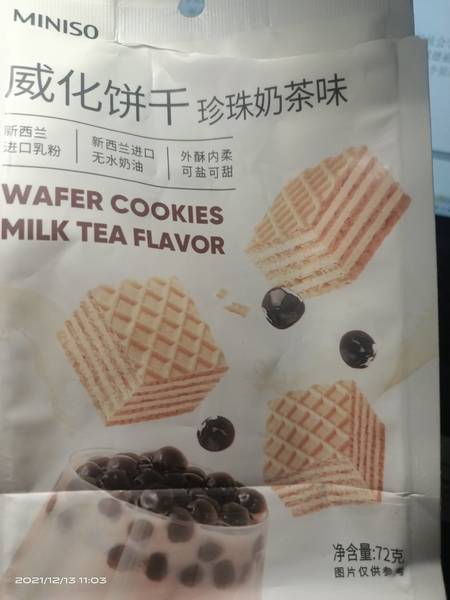 MINISO
威化饼干 珍珠奶茶味
新西兰
进口乳粉
新西兰进口
无水奶油
外酥内柔
可盐可甜
WAFER COOKIES
MILK TEA FLAVOR
净含量:72克
图片仅供参考
2021/12/13 11:03